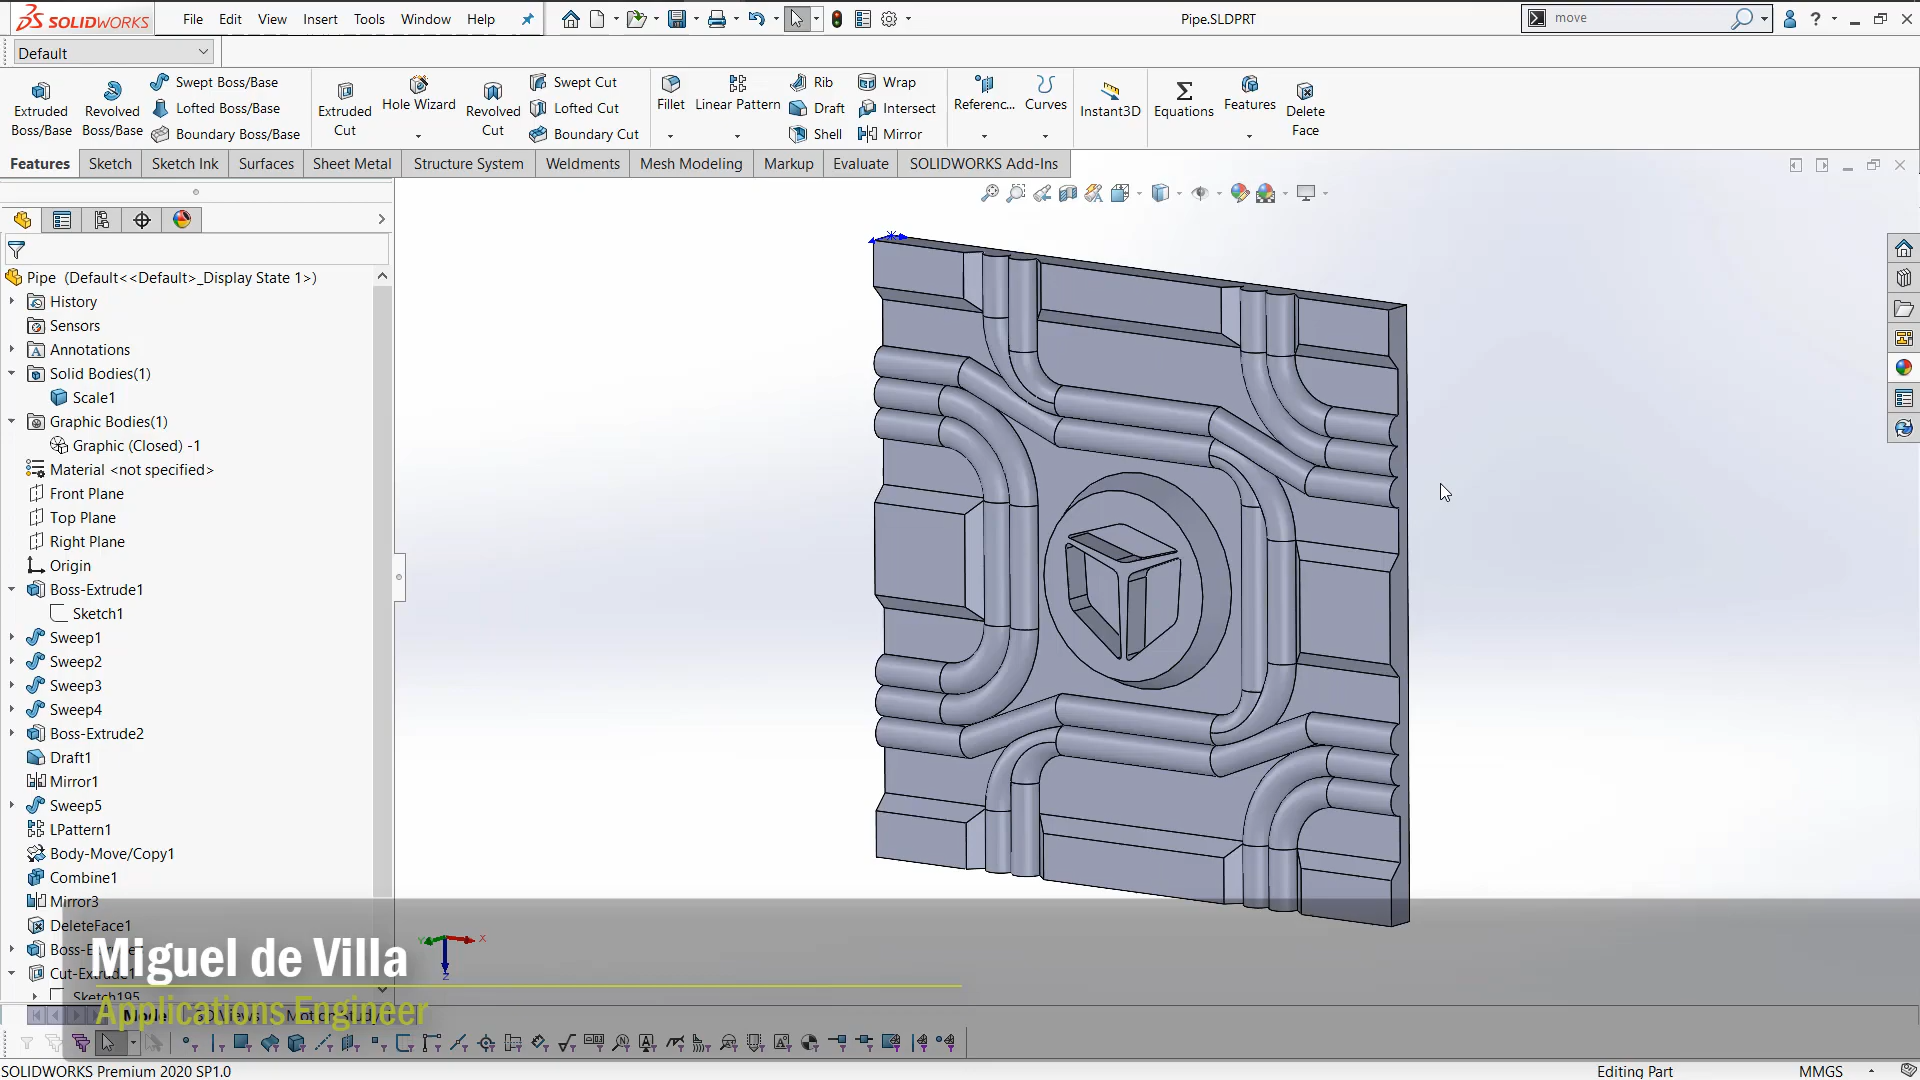 SOLIDWORKS
File Edit View Insert Tools Window Help
Pipe.SLDPRT
move
?
Default
Extruded Boss/Base
Revolved Boss/Base
Swept Boss/Base
Lofted Boss/Base
Boundary Boss/Base
Extruded Cut
Hole Wizard
Revolved Cut
Swept Cut
Lofted Cut
Boundary Cut
Fillet
Linear Pattern
Rib
Draft
Shell
Wrap
Intersect
Mirror
Referenc...
Curves
Instant3D
Equations
Features
Delete Face
Features Sketch Sketch Ink Surfaces Sheet Metal Structure System Weldments Mesh Modeling Markup Evaluate SOLIDWORKS Add-Ins
Pipe (Default<<Default>_Display State 1>)
History
Sensors
Annotations
Solid Bodies(1)
Scale1
Graphic Bodies(1)
Graphic (Closed) -1
Material <not specified>
Front Plane
Top Plane
Right Plane
Origin
Boss-Extrude1
Sketch1
Sweep1
Sweep2
Sweep3
Sweep4
Boss-Extrude2
Draft1
Mirror1
Sweep5
LPattern1
Body-Move/Copy1
Combine1
Mirror3
DeleteFace1
Cut-Extrude1
Sketch195
Miguel de Villa
Applications Engineer
Y X
Z
SOLIDWORKS Premium 2020 SP1.0
Editing Part
MMGS